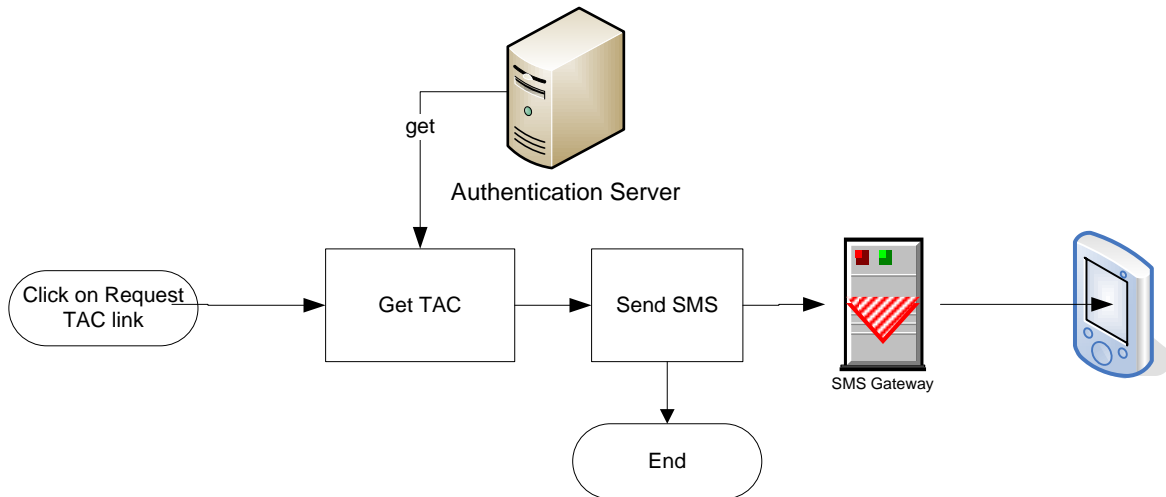 get
Authentication Server
Click on Request
TAC link
Get TAC
Send SMS
SMS Gateway
End